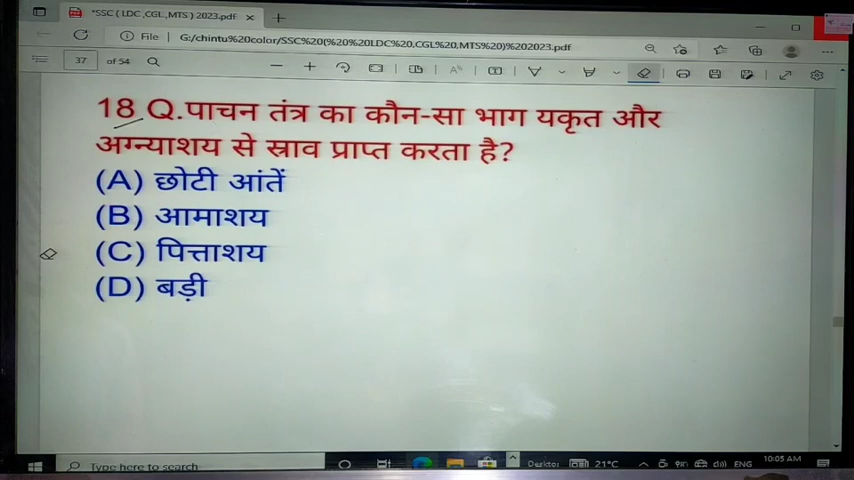 *SSC ( LDC ,CGL ,MTS ) 2023.pdf
File G:/chintu%20color/SSC%20(%20%20LDC%20,CGL%20,MTS%20)%202023.pdf
37 of 54
18 Q.पाचन तंत्र का कौन-सा भाग यकृत और
अग्न्याशय से स्राव प्राप्त करता है?
(A) छोटी आंतें
(B) आमाशय
(C) पित्ताशय
(D) बड़ी
Type here to search
Desktop 21°C ENG
10:05 AM